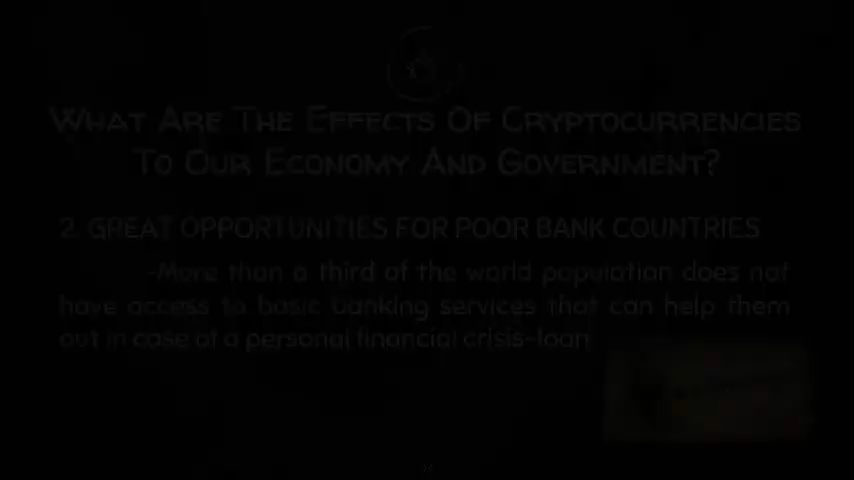 WHAT ARE THE EFFECTS OF CRYPTOCURRENCIES
TO OUR ECONOMY AND GOVERNMENT?
2. GREAT OPPORTUNITIES FOR POOR BANK COUNTRIES
-More than a third of the world population does not
have access to basic banking services that can help them
out in case of a personal financial crisis-loan